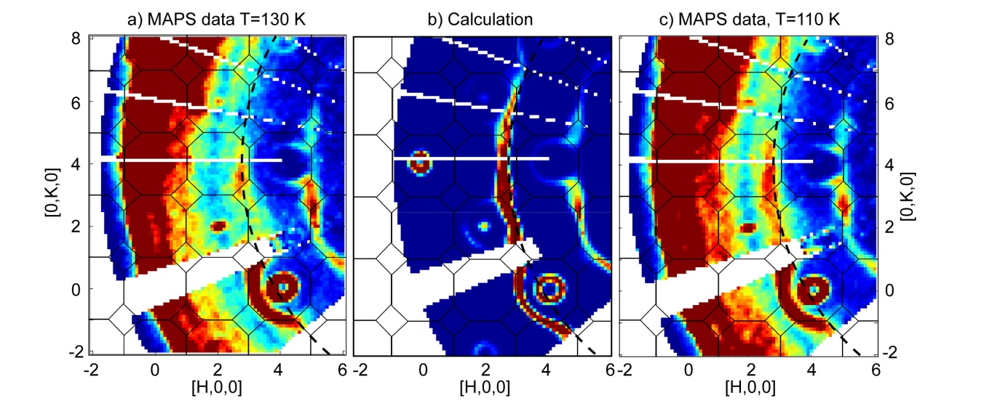 a) MAPS data T=130 K
b) Calculation
c) MAPS data, T=110 K
8
6
4
2
0
-2
[0,K,0]
8
6
4
2
0
-2
[0,K,0]
-2 0 2 4 6
-2 0 2 4 6
-2 0 2 4 6
[H,0,0]
[H,0,0]
[H,0,0]